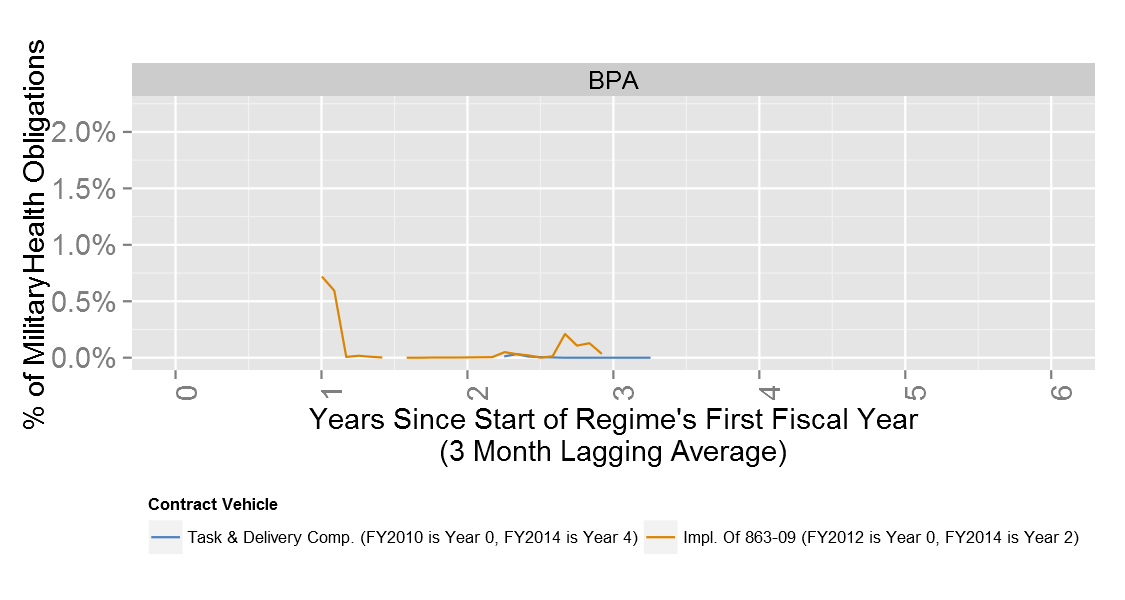 BPA
% of MilitaryHealth Obligations
2.0%
1.5%
1.0%
0.5%
0.0%
0 1 2 3 4 5 6
Years Since Start of Regime's First Fiscal Year
(3 Month Lagging Average)
Contract Vehicle
Task & Delivery Comp. (FY2010 is Year 0, FY2014 is Year 4) Impl. Of 863-09 (FY2012 is Year 0, FY2014 is Year 2)